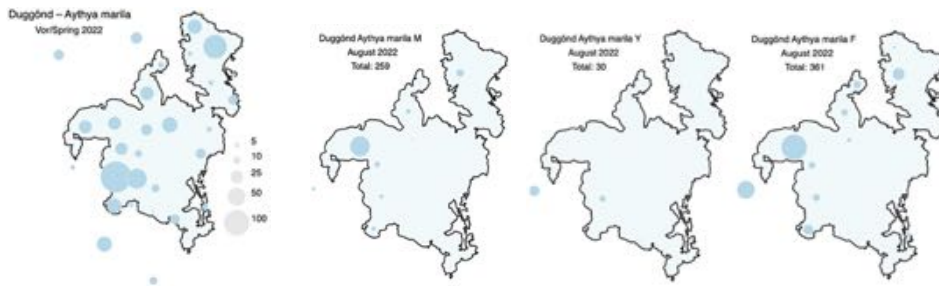 Duggönd – Aythya marila
Vor/Spring 2022
5
10
25
50
100
Duggönd Aythya marila M
August 2022
Total: 259
Duggönd Aythya marila Y
August 2022
Total: 30
Duggönd Aythya marila F
August 2022
Total: 361